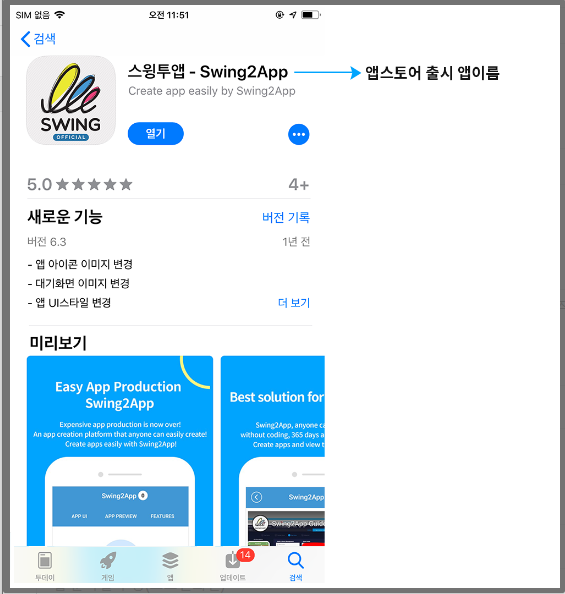 SIM 없음
오전 11:51
검색
스윙투앱 - Swing2App
앱스토어 출시 앱이름
Create app easily by Swing2App
SWING
OFFICIAL
열기
5.0
4+
새로운 기능
버전 기록
버전 6.3
1년 전
- 앱 아이콘 이미지 변경
- 대기화면 이미지 변경
- 앱 UI스타일 변경
더 보기
미리보기
Easy App Production
Swing2App
Expensive app production is now over!
An app creation platform that anyone can easily create!
Create apps easily with Swing2App!
Swing2App
APP UI
APP PREVIEW
FEATURES
Best solution for
Swing2App, anyone ca
without coding, 365 days a
Create apps and view t
Swing2App
Swing2App Guide
투데이
게임
앱
업데이트
14
검색